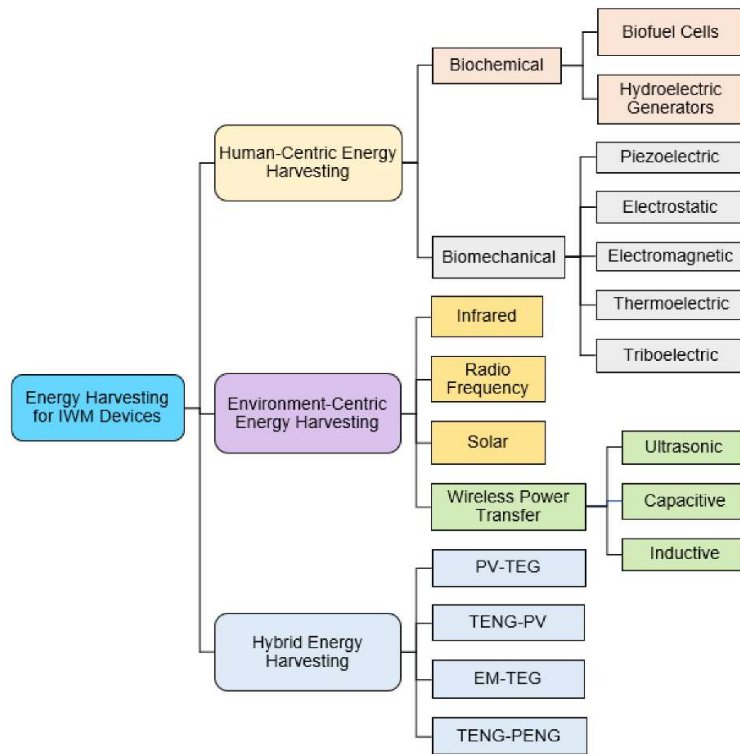 Energy Harvesting
for IWM Devices
Human-Centric Energy
Harvesting
Biochemical
Biofuel Cells
Hydroelectric
Generators
Biomechanical
Piezoelectric
Electrostatic
Electromagnetic
Thermoelectric
Triboelectric
Environment-Centric
Energy Harvesting
Infrared
Radio
Frequency
Solar
Wireless Power
Transfer
Ultrasonic
Capacitive
Inductive
Hybrid Energy
Harvesting
PV-TEG
TENG-PV
EM-TEG
TENG-PENG